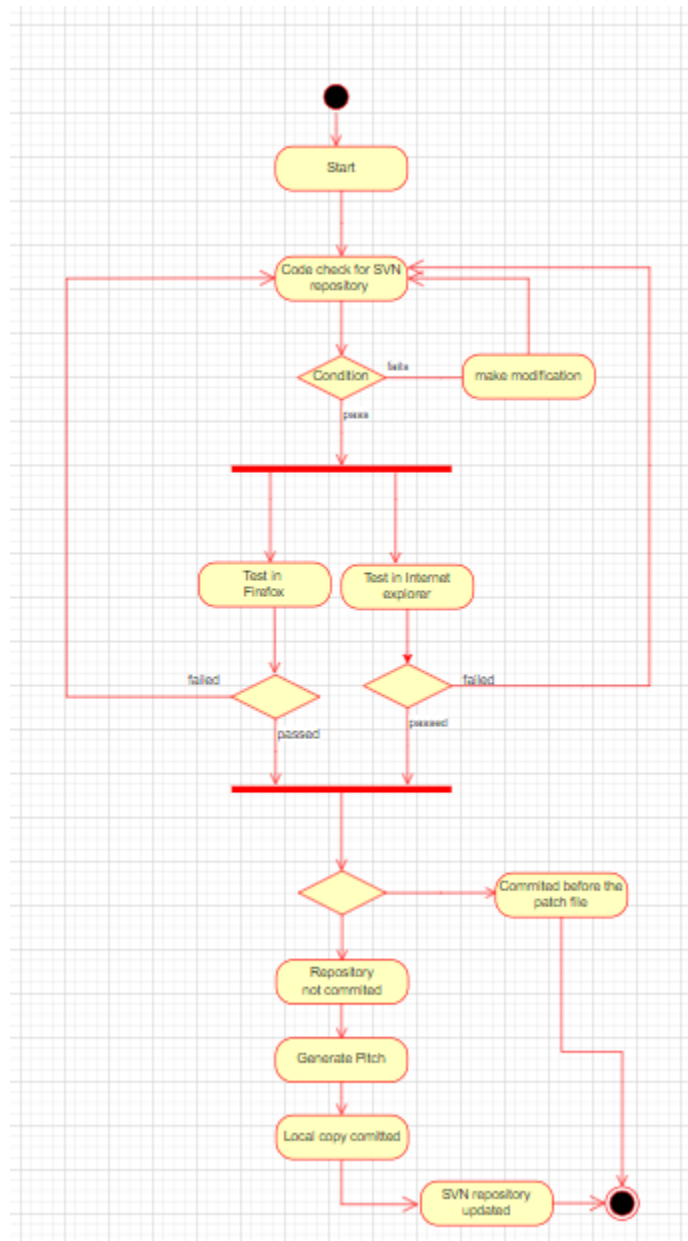 Start
Code check for SVN
repository
Condition
fails
make modification
pass
Test in
Firefox
Test in Internet
explorer
failed
failed
passed
passed
Commited before the
patch file
Repository
not commited
Generate Pitch
Local copy comitted
SVN repository
updated